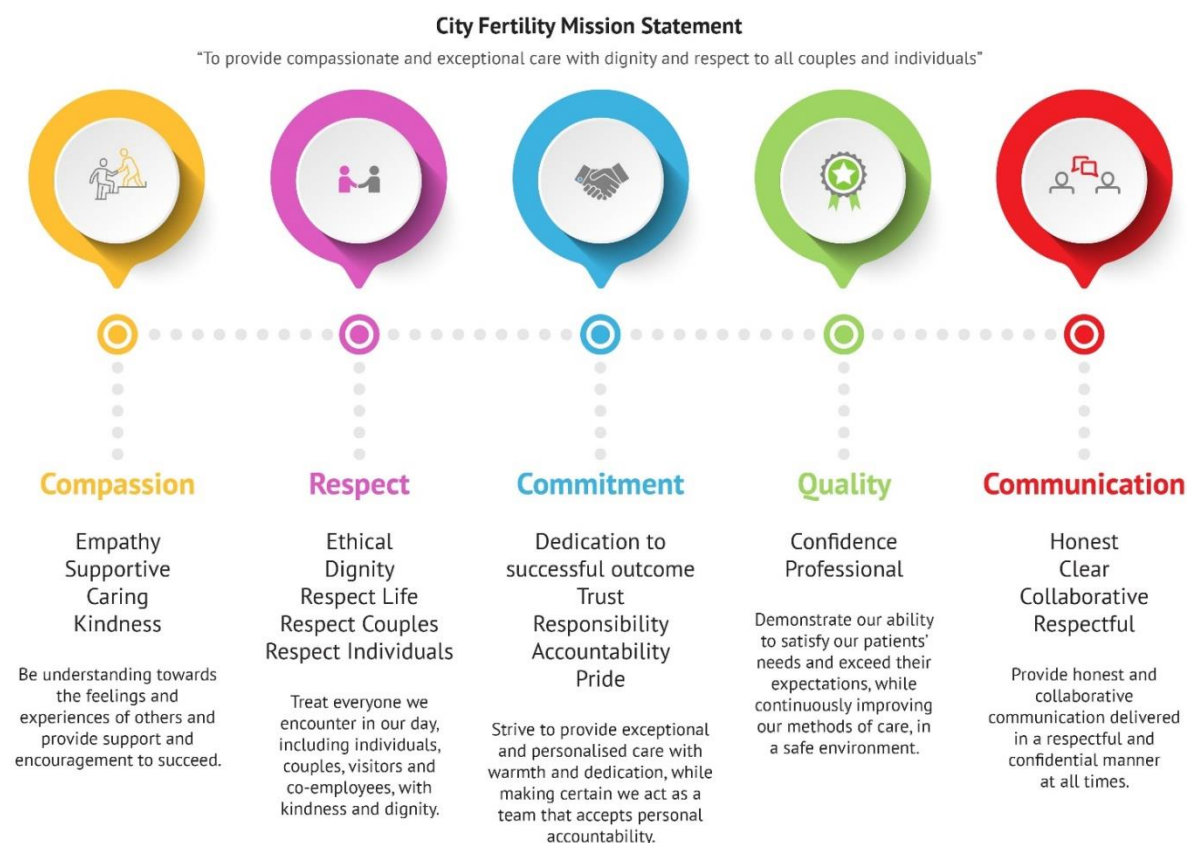 City Fertility Mission Statement
“To provide compassionate and exceptional care with dignity and respect to all couples and individuals”
Compassion
Empathy
Supportive
Caring
Kindness
Be understanding towards
the feelings and
experiences of others and
provide support and
encouragement to succeed.
Respect
Ethical
Dignity
Respect Life
Respect Couples
Respect Individuals
Treat everyone we
encounter in our day,
including individuals,
couples, visitors and
co-employees, with
kindness and dignity.
Commitment
Dedication to
successful outcome
Trust
Responsibility
Accountability
Pride
Strive to provide exceptional
and personalised care with
warmth and dedication, while
making certain we act as a
team that accepts personal
accountability.
Quality
Confidence
Professional
Demonstrate our ability
to satisfy our patients’
needs and exceed their
expectations, while
continuously improving
our methods of care, in
a safe environment.
Communication
Honest
Clear
Collaborative
Respectful
Provide honest and
collaborative
communication delivered
in a respectful and
confidential manner
at all times.